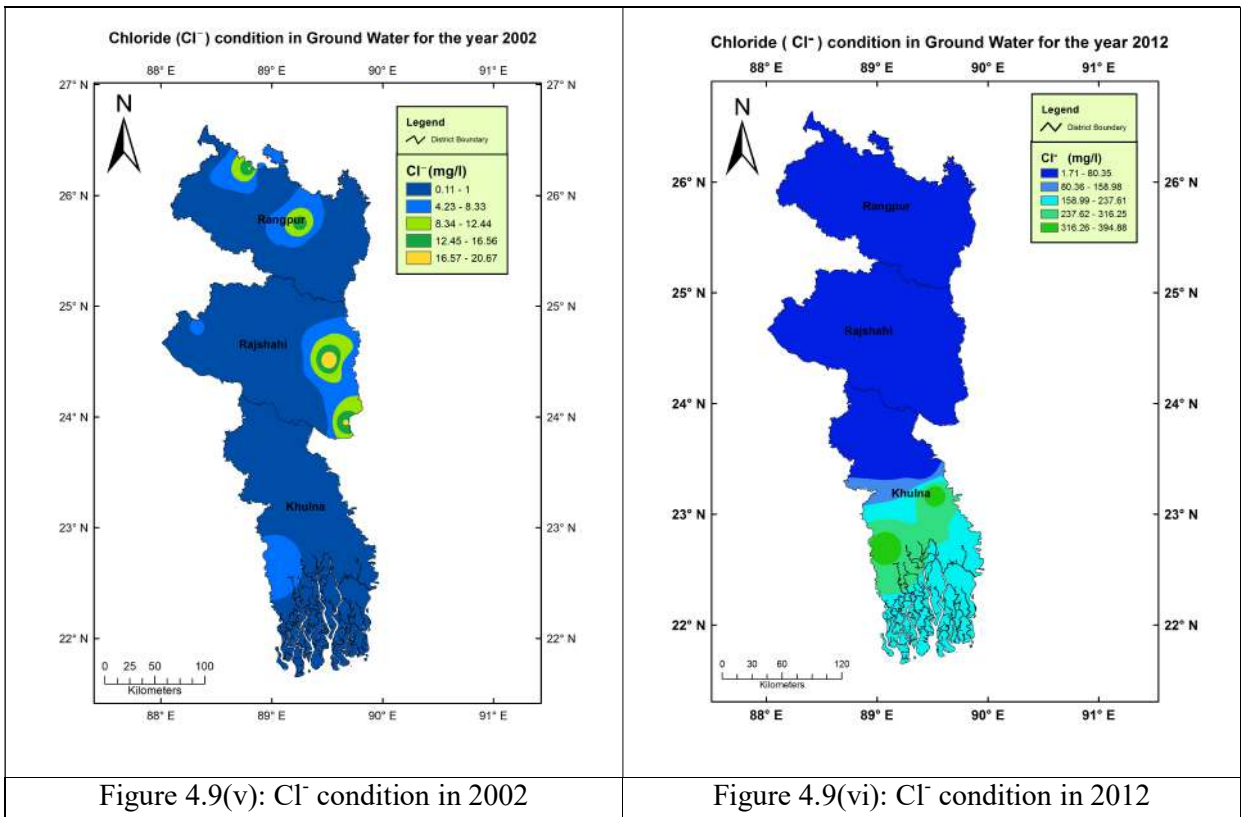 Chloride (Cl⁻) condition in Ground Water for the year 2002
88° E 89° E 90° E 91° E
27° N 27° N
N
Legend
District Boundary
Cl⁻(mg/l)
0.11 - 1
4.23 - 8.33
8.34 - 12.44
12.45 - 16.56
16.57 - 20.67
26° N 26° N
Rangpur
25° N 25° N
Rajshahi
24° N 24° N
Khulna
23° N 23° N
22° N 22° N
0 25 50 100
Kilometers
88° E 89° E 90° E 91° E
Figure 4.9(v): Cl⁻ condition in 2002
Chloride ( Cl⁻ ) condition in Ground Water for the year 2012
88° E 89° E 90° E 91° E
N
Legend
District Boundary
Cl⁻ (mg/l)
1.71 - 80.35
80.36 - 158.98
158.99 - 237.61
237.62 - 316.25
316.26 - 394.88
26° N 26° N
Rangpur
25° N 25° N
Rajshahi
24° N 24° N
Khulna
23° N 23° N
22° N 22° N
0 30 60 120
Kilometers
88° E 89° E 90° E 91° E
Figure 4.9(vi): Cl⁻ condition in 2012